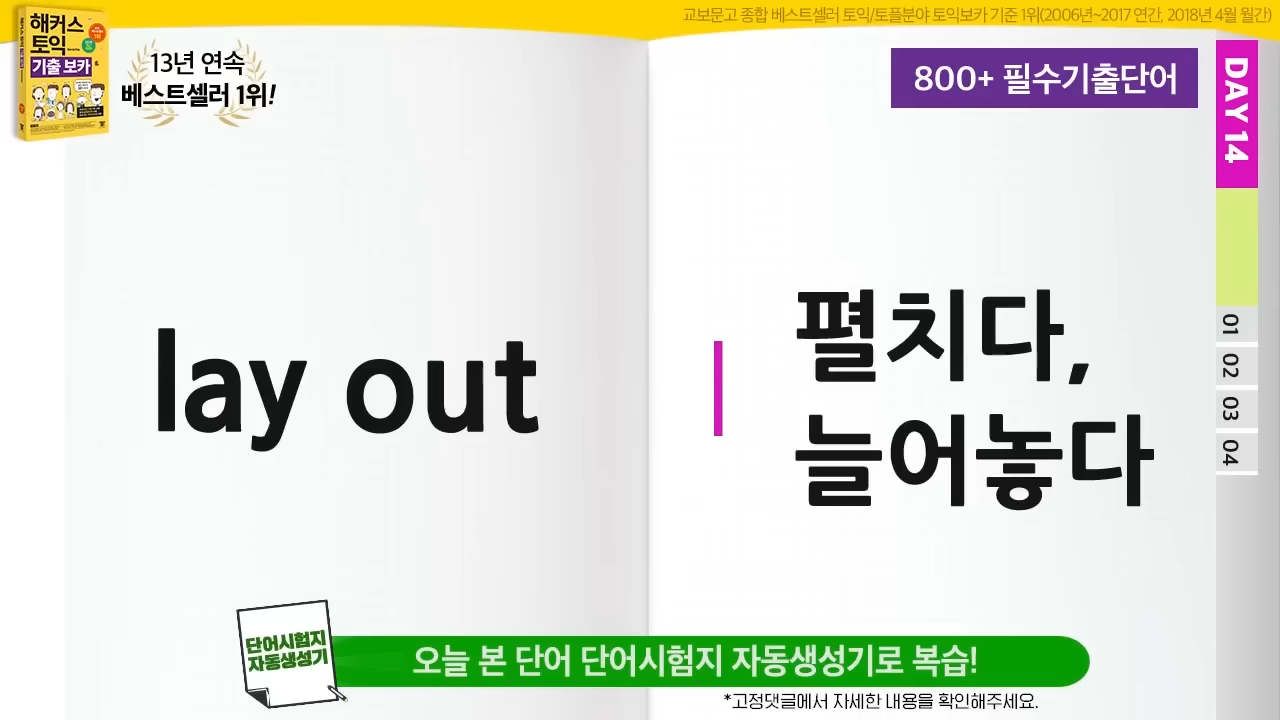 교보문고 종합 베스트셀러 토익/토플분야 토익보카 기준 1위(2006년~2017 연간, 2018년 4월 월간)
해커스
토익
기출 보카
13년 연속
베스트셀러 1위!
800+ 필수기출단어
DAY 14
01
02
03
04
lay out
펼치다,
늘어놓다
단어시험지
자동생성기
오늘 본 단어 단어시험지 자동생성기로 복습!
*고정댓글에서 자세한 내용을 확인해주세요.